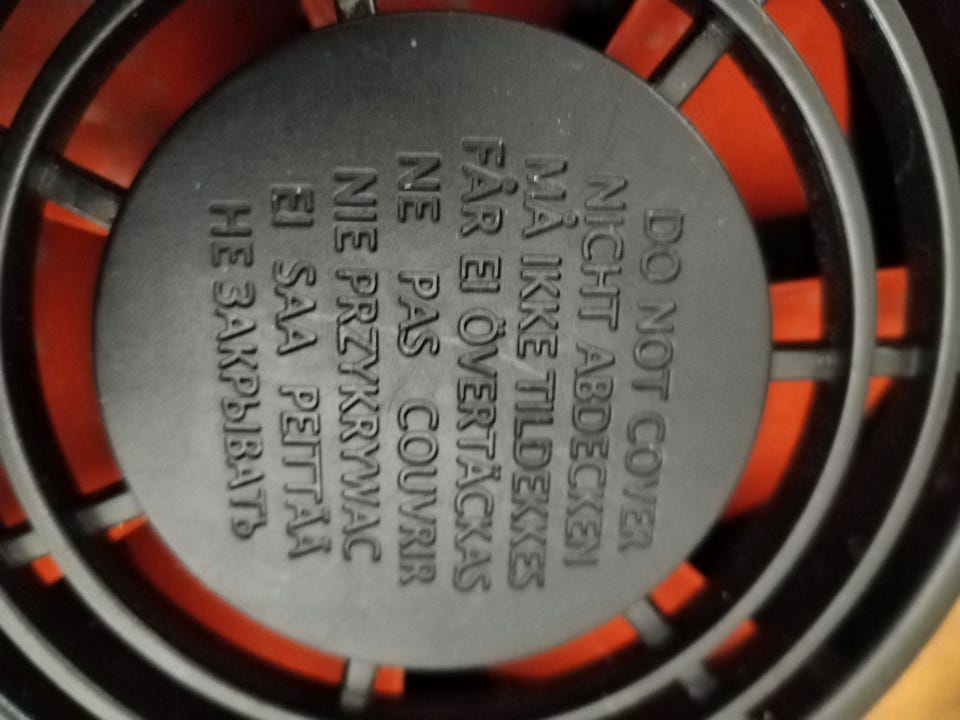 DO NOT COVER
NICHT ABDECKEN
MÅ IKKE TILDEKKES
FÅR EJ ÖVERTÄCKAS
NE PAS COUVRIR
NIE PRZYKRYWAC
EI SAA PEITTÄÄ
НЕ ЗАКРЫВАТЬ